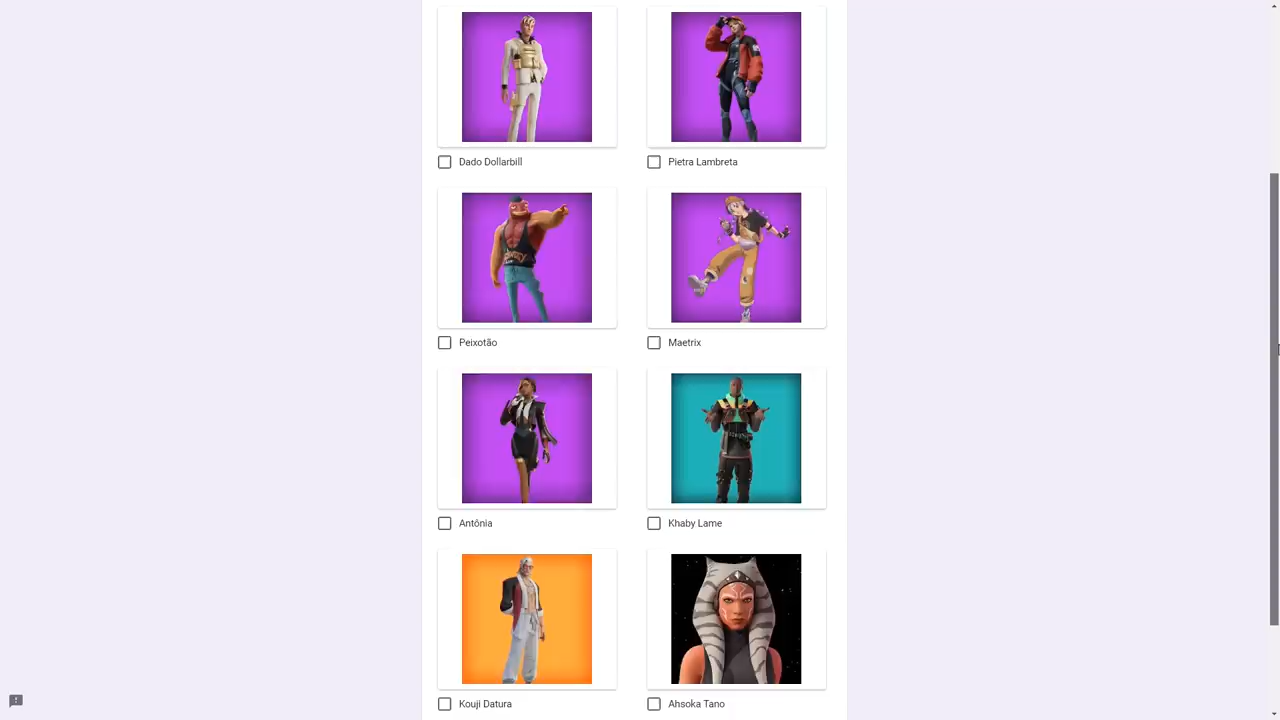 Dado Dollarbill
Pietra Lambreta
Peixotão
Maetrix
Antônia
Khaby Lame
Kouji Datura
Ahsoka Tano